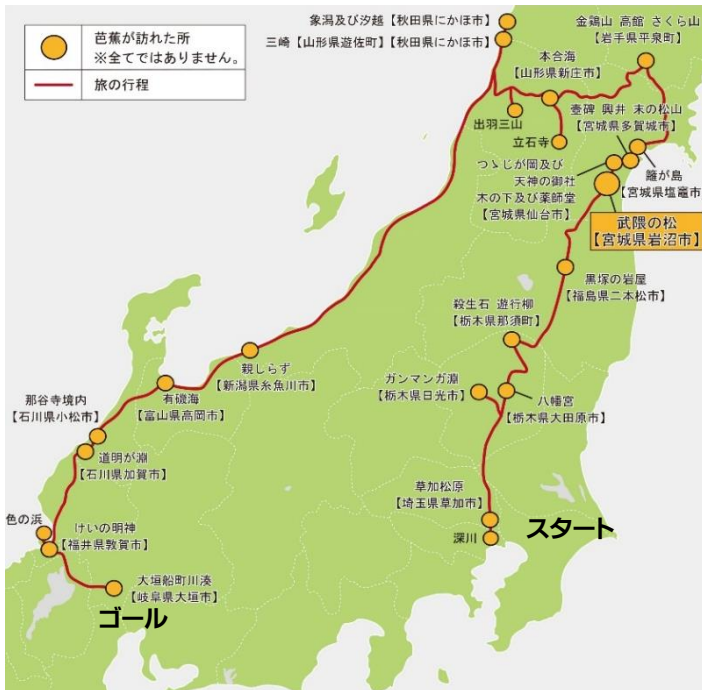 芭蕉が訪れた所
※全てではありません。
旅の行程
象潟及び汐越【秋田県にかほ市】
三崎【山形県遊佐町】【秋田県にかほ市】
金鶏山 高館 さくら山
【岩手県平泉町】
本合海
【山形県新庄市】
出羽三山
立石寺
壺碑 興井 末の松山
【宮城県多賀城市】
籬が島
【宮城県塩竈市】
つゝじが岡及び
天神の御社
木の下及び薬師堂
【宮城県仙台市】
武隈の松
【宮城県岩沼市】
黒塚の岩屋
【福島県二本松市】
殺生石 遊行柳
【栃木県那須町】
ガンマンガ淵
【栃木県日光市】
八幡宮
【栃木県大田原市】
草加松原
【埼玉県草加市】
深川
スタート
親しらず
【新潟県糸魚川市】
有磯海
【富山県高岡市】
那谷寺境内
【石川県小松市】
道明が淵
【石川県加賀市】
色の浜
けいの明神
【福井県敦賀市】
大垣船町川湊
【岐阜県大垣市】
ゴール